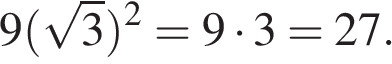 9(√3)² = 9 · 3 = 27.